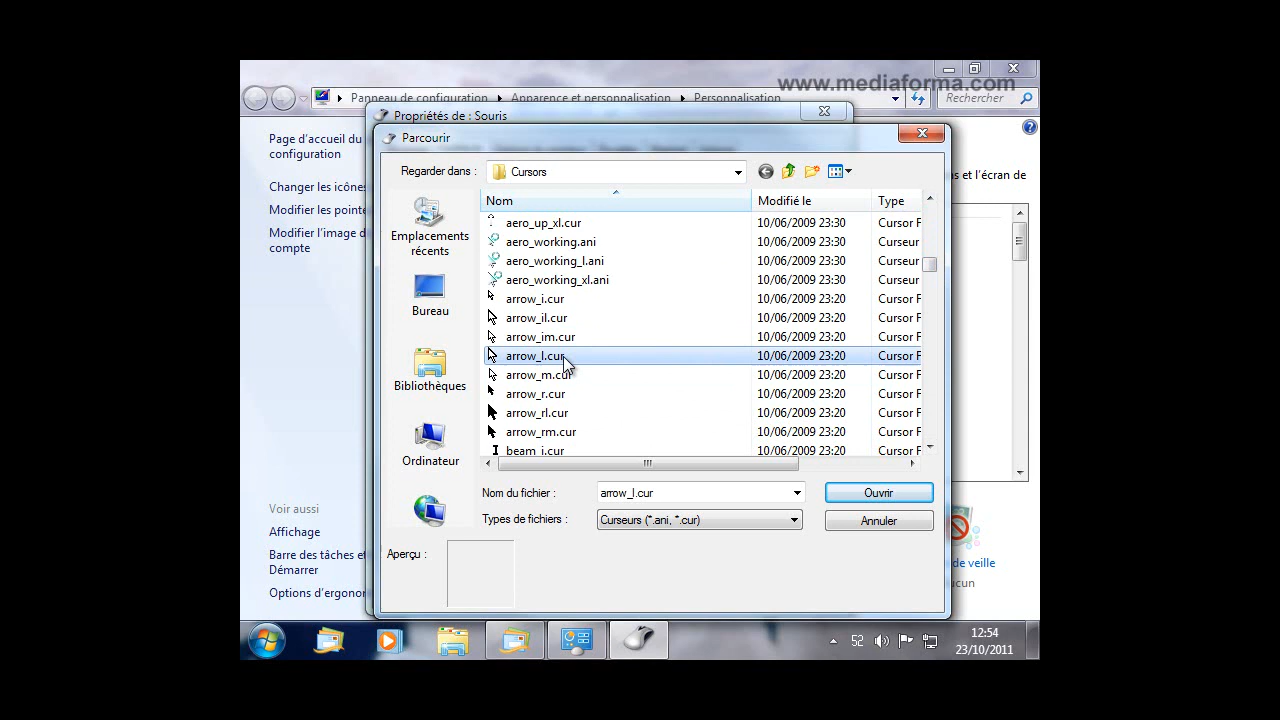 www.mediaforma.com
Panneau de configuration Apparence et personnalisation Personnalisation
Rechercher
Propriétés de : Souris
Parcourir
Page d'accueil du
configuration
Regarder dans : Cursors
s et l'écran de
Changer les icônes
Modifier les pointe
Modifier l'image d
compte
Nom Modifié le Type
aero_up_xl.cur 10/06/2009 23:30 Cursor F
aero_working.ani 10/06/2009 23:30 Curseur
aero_working_l.ani 10/06/2009 23:30 Curseur
aero_working_xl.ani 10/06/2009 23:30 Curseur
arrow_i.cur 10/06/2009 23:20 Cursor F
arrow_il.cur 10/06/2009 23:20 Cursor F
arrow_im.cur 10/06/2009 23:20 Cursor F
arrow_l.cur 10/06/2009 23:20 Cursor F
arrow_m.cur 10/06/2009 23:20 Cursor F
arrow_r.cur 10/06/2009 23:20 Cursor F
arrow_rl.cur 10/06/2009 23:20 Cursor F
arrow_rm.cur 10/06/2009 23:20 Cursor F
beam_i.cur 10/06/2009 23:20 Cursor F
Emplacements
récents
Bureau
Bibliothèques
Ordinateur
Nom du fichier : arrow_l.cur Ouvrir
Types de fichiers : Curseurs (*.ani, *.cur) Annuler
Aperçu :
Voir aussi
Affichage
Barre des tâches et
Démarrer
Options d'ergonor
de veille
ucun
52
12:54
23/10/2011